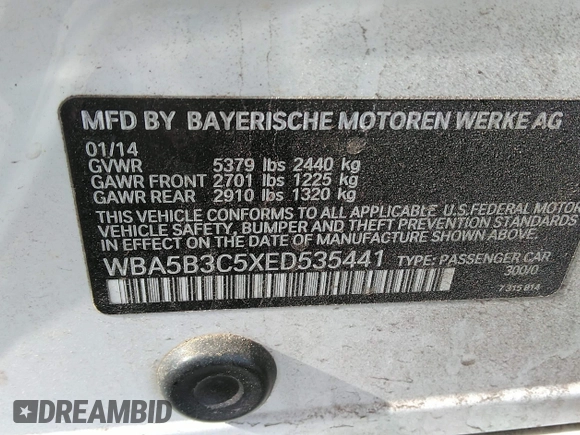 MFD BY BAYERISCHE MOTOREN WERKE AG
01/14
GVWR 5379 lbs 2440 kg
GAWR FRONT 2701 lbs 1225 kg
GAWR REAR 2910 lbs 1320 kg
THIS VEHICLE CONFORMS TO ALL APPLICABLE U.S.FEDERAL MOTOR
VEHICLE SAFETY, BUMPER, AND THEFT PREVENTION STANDARDS
IN EFFECT ON THE DATE OF MANUFACTURE SHOWN ABOVE.
WBA5B3C5XED535441 TYPE: PASSENGER CAR
300/0
7 315 814
DREAMBID